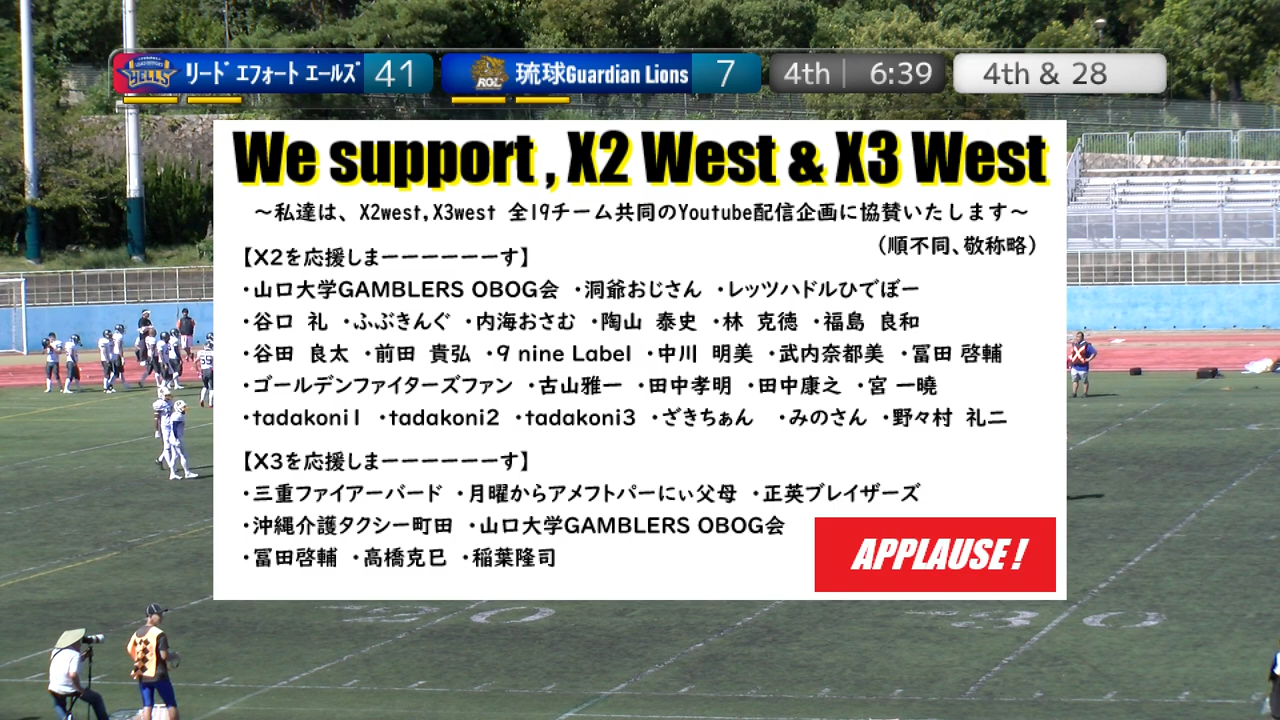 リード エフォート エールズ 41 琉球Guardian Lions 7 4th 6:39 4th & 28
We support , X2 West & X3 West
～私達は、X2west,X3west 全19チーム共同のYoutube配信企画に協賛いたします～
（順不同、敬称略）
【X2を応援しまーーーーーーす】
・山口大学GAMBLERS OBOG会 ・洞爺おじさん ・レッツハドルひでぼー
・谷口 礼 ・ふぶきんぐ ・内海おさむ ・陶山 泰史 ・林 克徳 ・福島 良和
・谷田 良太 ・前田 貴弘 ・9 nine Label ・中川 明美 ・武内奈都美 ・冨田 啓輔
・ゴールデンファイターズファン ・古山雅一 ・田中孝明 ・田中康之 ・宮 一曉
・tadakoni1 ・tadakoni2 ・tadakoni3 ・ざきちぁん ・みのさん ・野々村 礼二
【X3を応援しまーーーーーーす】
・三重ファイアーバード ・月曜からアメフトパーにぃ父母 ・正英ブレイザーズ
・沖縄介護タクシー町田 ・山口大学GAMBLERS OBOG会
・冨田啓輔 ・高橋克巳 ・稲葉隆司
APPLAUSE !
30 30